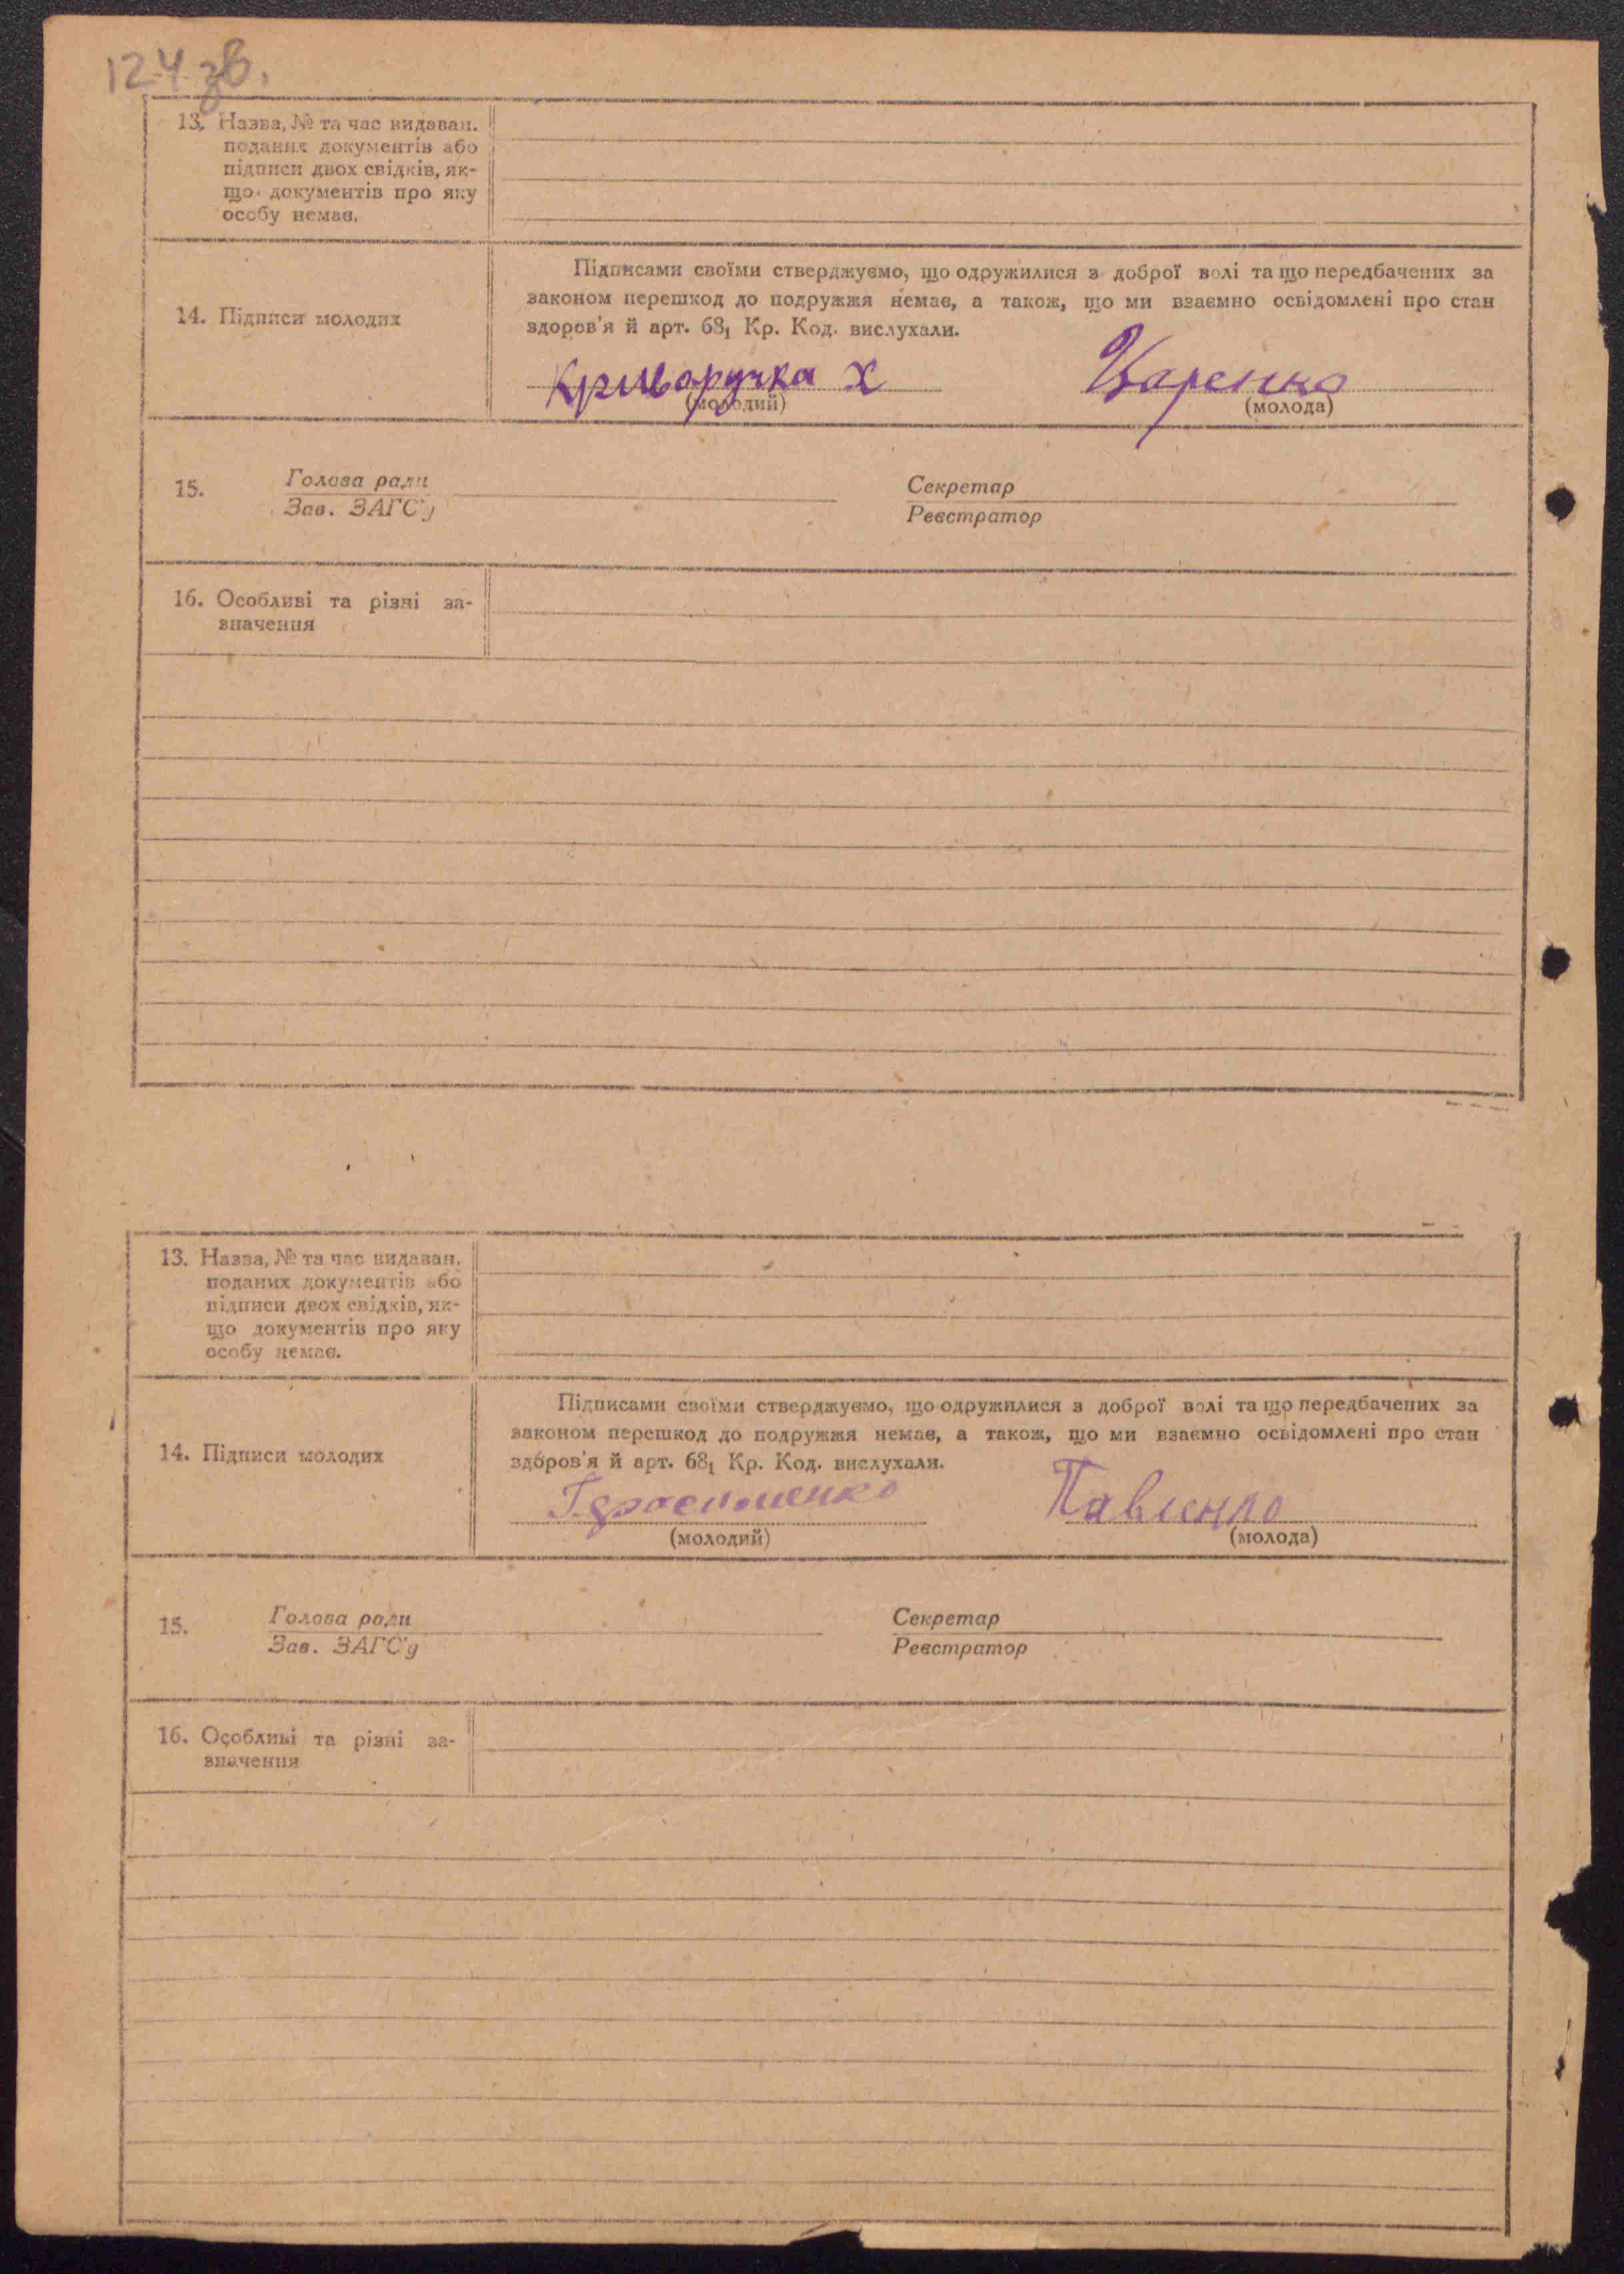 124 зв.
13. Назва, № та час видаван.
поданих документів або
підписи двох свідків, як-
що документів про яку
особу немає.
14. Підписи молодих
Підписами своїми стверджуємо, що одружилися з доброї волі та що передбачених за
законом перешкод до подружжя немає, а також, що ми взаємно освідомлені про стан
здоров'я й арт. 68₁ Кр. Код. вислухали.
Криворучка Х
(молодий)
(молода)
15.
Голова ради
Зав. ЗАГС'у
Секретар
Реєстратор
16. Особливі та різні за-
значення
13. Назва, № та час видаван.
поданих документів або
підписи двох свідків, як-
що документів про яку
особу немає.
14. Підписи молодих
Підписами своїми стверджуємо, що одружилися з доброї волі та що передбачених за
законом перешкод до подружжя немає, а також, що ми взаємно освідомлені про стан
здоров'я й арт. 68₁ Кр. Код. вислухали.
(молодий)
(молода)
15.
Голова ради
Зав. ЗАГС'у
Секретар
Реєстратор
16. Особливі та різні за-
значення